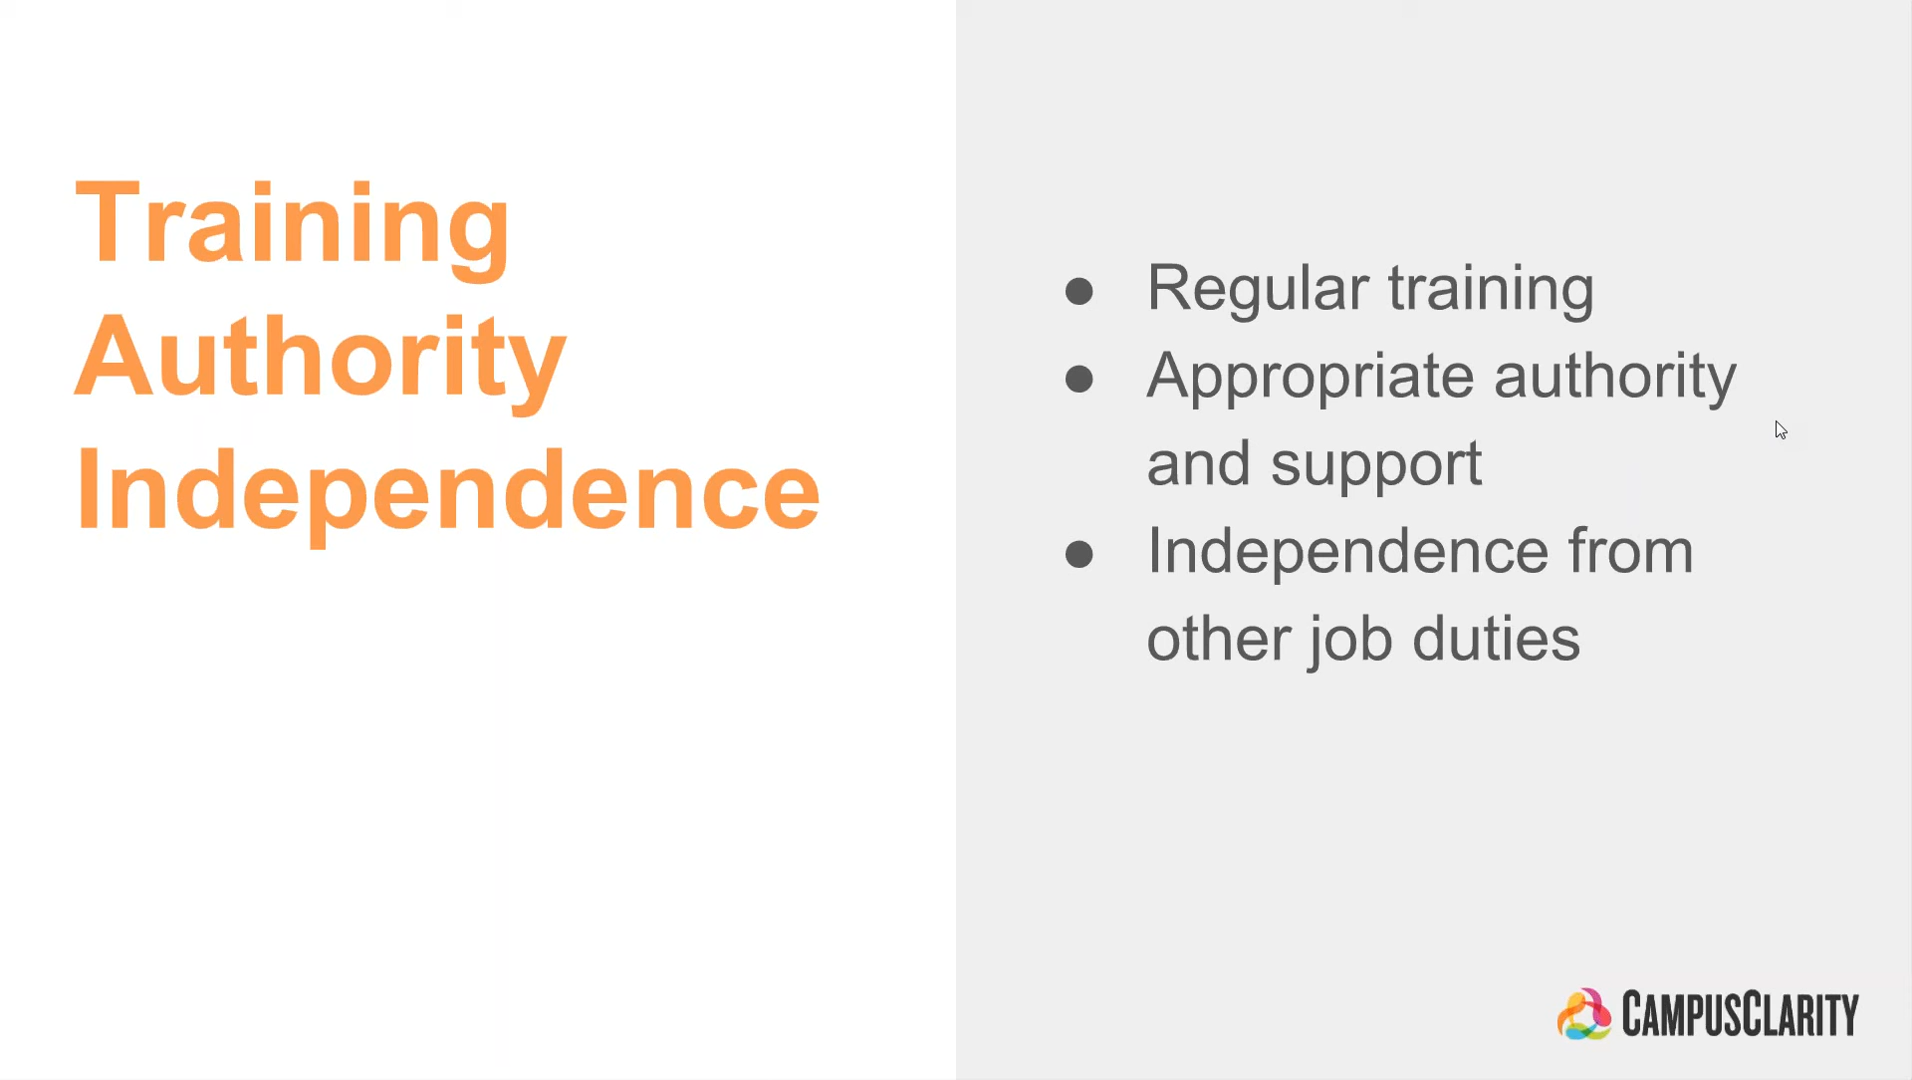 Training
Authority
Independence
● Regular training
● Appropriate authority
and support
● Independence from
other job duties
CAMPUSCLARITY